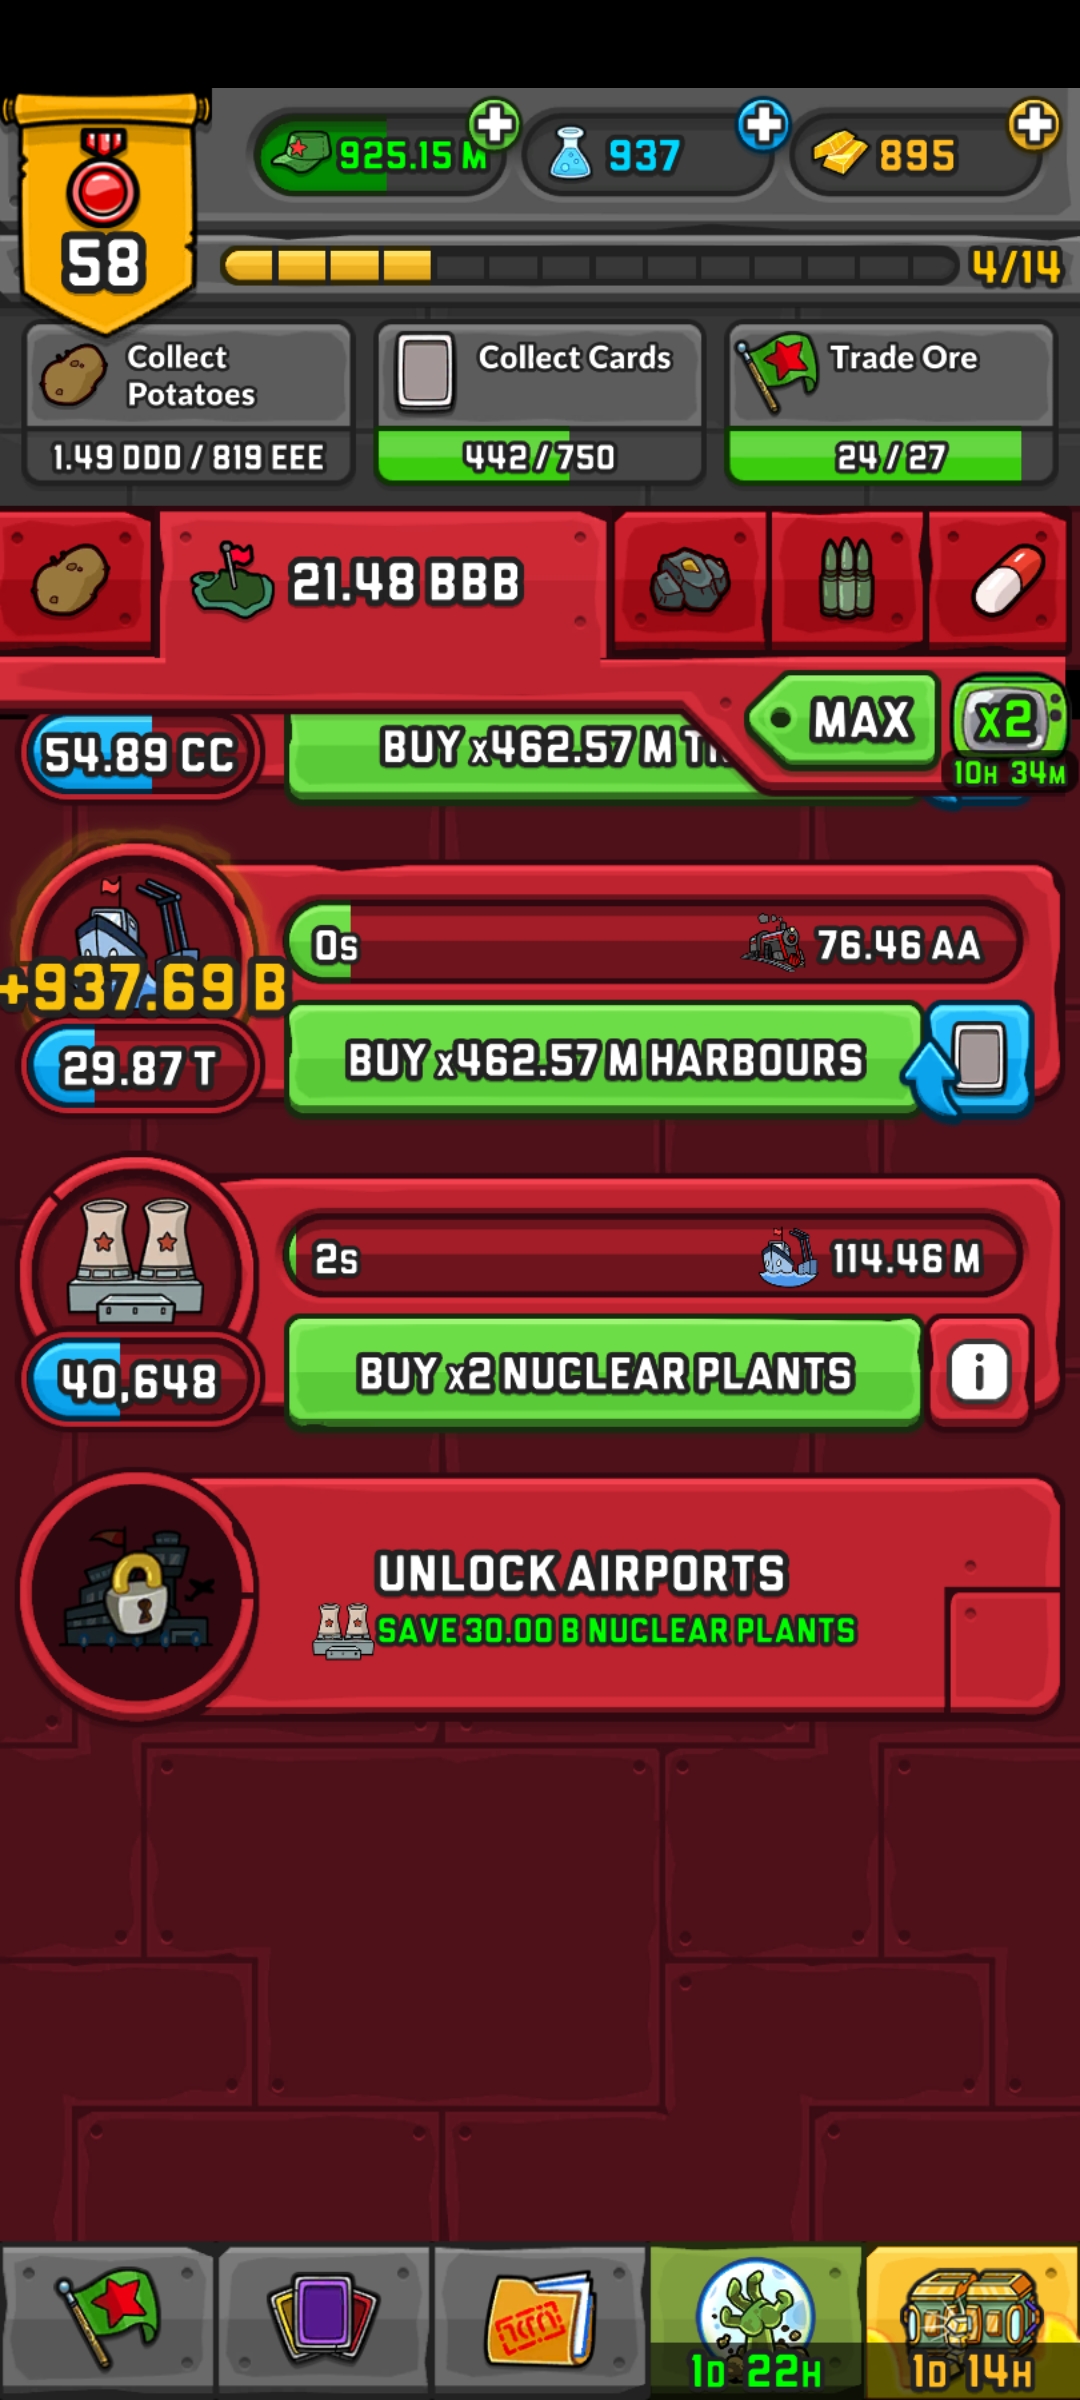 925.15 M
937
895
58
4/14
Collect
Potatoes
1.49 DDD / 819 EEE
Collect Cards
442/750
Trade Ore
24/27
21.48 BBB
MAX
x2
10H 34M
54.89 CC
BUY x462.57 M
0s
76.46 AA
+937.69 B
29.87 T
BUY x462.57 M HARBOURS
2s
114.46 M
40,648
BUY x2 NUCLEAR PLANTS
i
UNLOCK AIRPORTS
SAVE 30.00 B NUCLEAR PLANTS
1D 22H
1D 14H